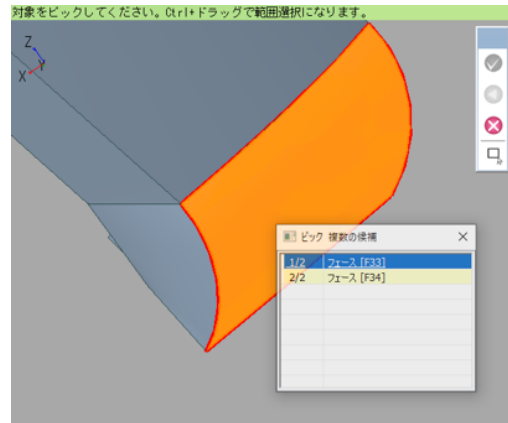 対象をピックしてください。Ctrl+ドラッグで範囲選択になります。
Z
Y
X
ピック 複数の候補
1/2 フェース [F33]
2/2 フェース [F34]